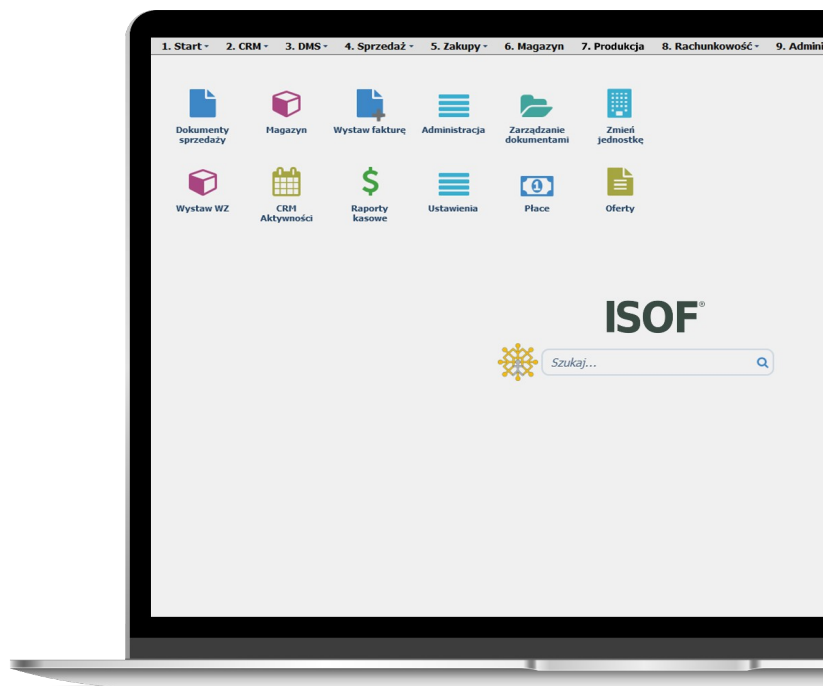 1. Start 2. CRM 3. DMS 4. Sprzedaż 5. Zakupy 6. Magazyn 7. Produkcja 8. Rachunkowość 9. Admini
Dokumenty sprzedaży
Magazyn
Wystaw fakturę
Administracja
Zarządzanie dokumentami
Zmień jednostkę
Wystaw WZ
CRM Aktywności
Raporty kasowe
Ustawienia
Płace
Oferty
ISOF®
Szukaj...